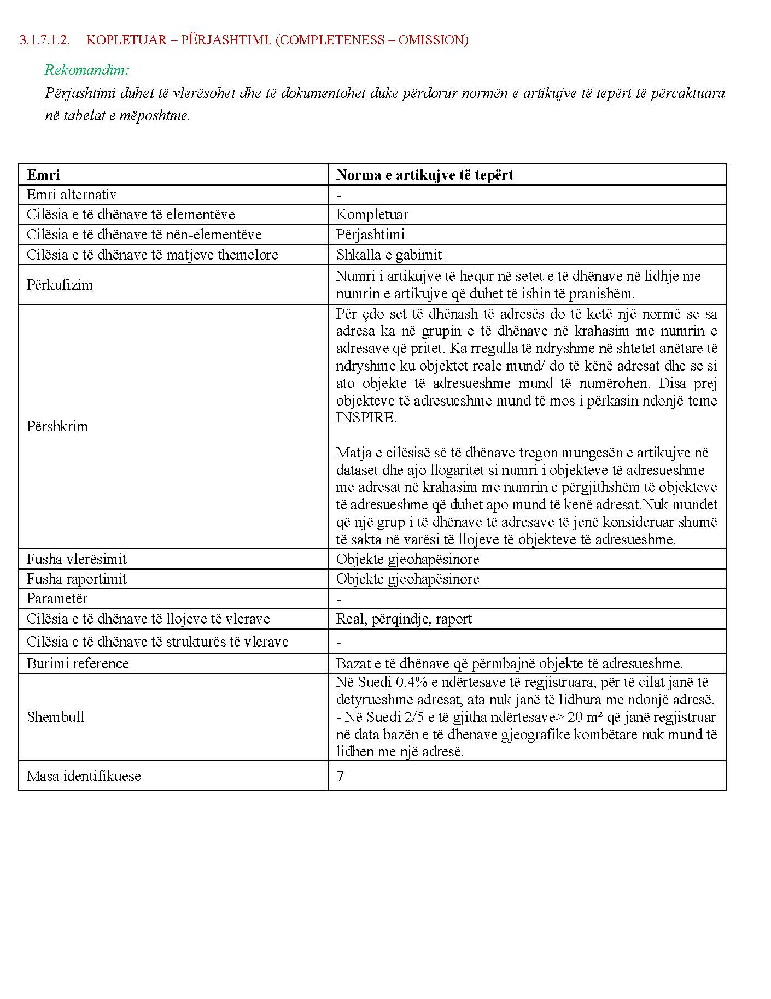 3.1.7.1.2. KOPLETUAR – PËRJASHTIMI. (COMPLETENESS – OMISSION)
Rekomandim:
Përjashtimi duhet të vlerësohet dhe të dokumentohet duke përdorur normën e artikujve të tepërt të përcaktuara
në tabelat e mëposhtme.
Emri Norma e artikujve të tepërt
Emri alternativ -
Cilësia e të dhënave të elementëve Kompletuar
Cilësia e të dhënave të nën-elementëve Përjashtimi
Cilësia e të dhënave të matjeve themelore Shkalla e gabimit
Përkufizim
Numri i artikujve të hequr në setet e të dhënave në lidhje me
numrin e artikujve që duhet të ishin të pranishëm.
Përshkrim
Për çdo set të dhënash të adresës do të ketë një normë se sa
adresa ka në grupin e të dhënave në krahasim me numrin e
adresave që pritet. Ka rregulla të ndryshme në shtetet anëtare të
ndryshme ku objektet reale mund/ do të kënë adresat dhe se si
ato objekte të adresueshme mund të numërohen. Disa prej
objekteve të adresueshme mund të mos i përkasin ndonjë teme
INSPIRE.
Matja e cilësisë së të dhënave tregon mungesën e artikujve në
dataset dhe ajo llogaritet si numri i objekteve të adresueshme
me adresat në krahasim me numrin e përgjithshëm të objekteve
të adresueshme që duhet apo mund të kenë adresat.Nuk mundet
që një grup i të dhënave të adresave të jenë konsideruar shumë
të sakta në varësi të llojeve të objekteve të adresueshme.
Fusha vlerësimit Objekte gjeohapësinore
Fusha raportimit Objekte gjeohapësinore
Parametër -
Cilësia e të dhënave të llojeve të vlerave Real, përqindje, raport
Cilësia e të dhënave të strukturës të vlerave -
Burimi reference Bazat e të dhënave që përmbajnë objekte të adresueshme.
Shembull
Në Suedi 0.4% e ndërtesave të regjistruara, për të cilat janë të
detyrueshme adresat, ata nuk janë të lidhura me ndonjë adresë.
- Në Suedi 2/5 e të gjitha ndërtesave> 20 m² që janë regjistruar
në data bazën e të dhenave gjeografike kombëtare nuk mund të
lidhen me një adresë.
Masa identifikuese 7